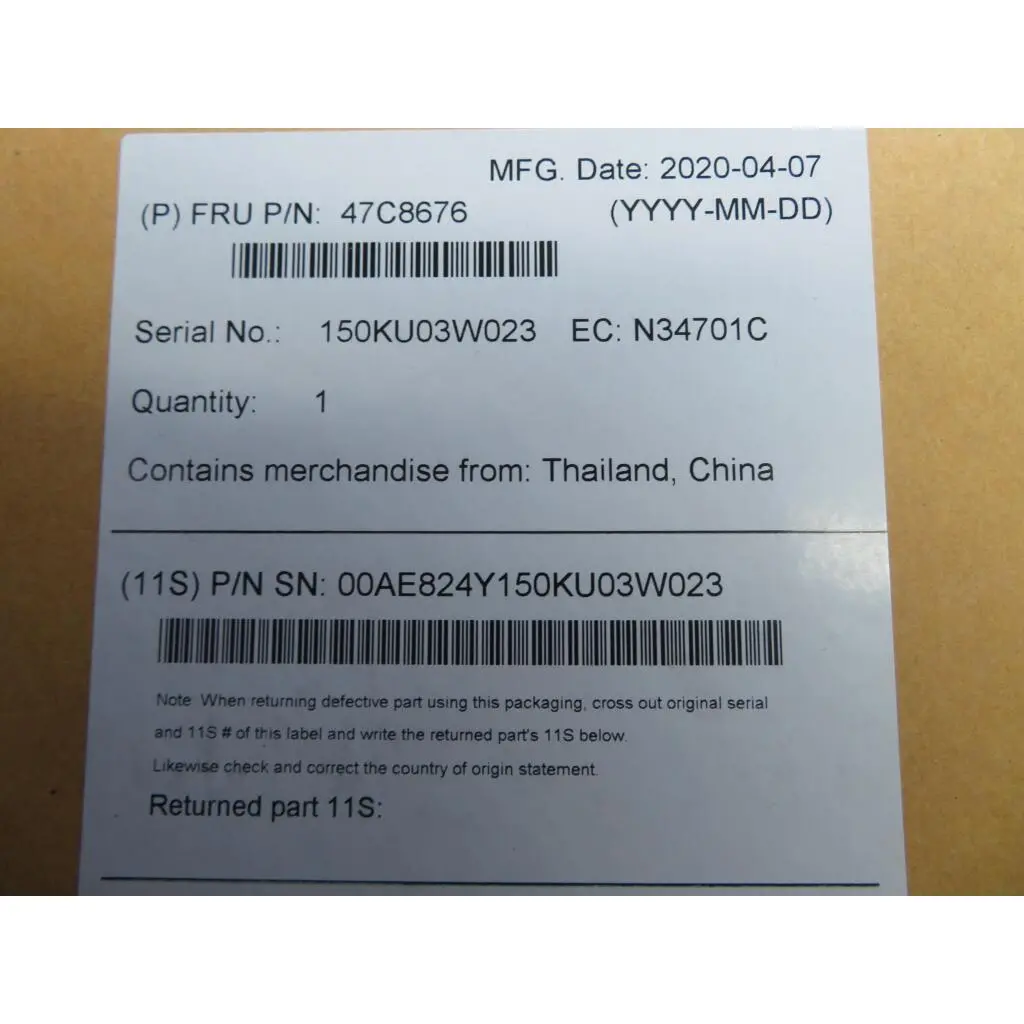 MFG. Date: 2020-04-07
(P) FRU P/N: 47C8676 (YYYY-MM-DD)
Serial No.: 150KU03W023 EC: N34701C
Quantity: 1
Contains merchandise from: Thailand, China
(11S) P/N SN: 00AE824Y150KU03W023
Note: When returning defective part using this packaging, cross out original serial
and 11S # of this label and write the returned part's 11S below.
Likewise check and correct the country of origin statement.
Returned part 11S: